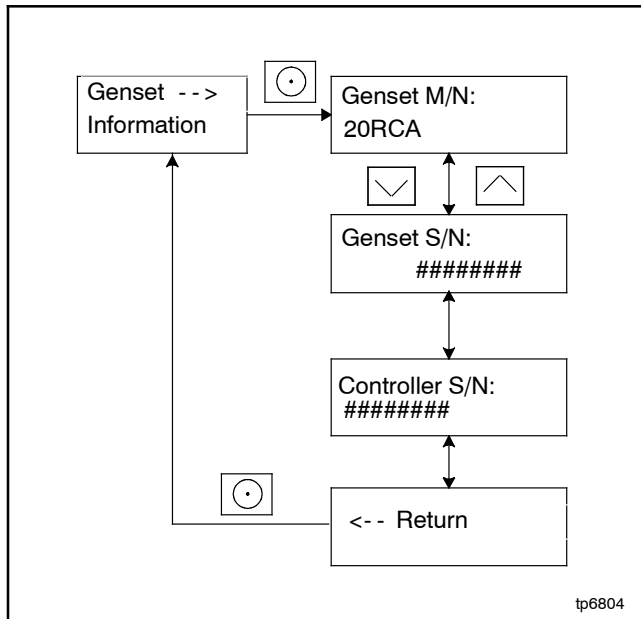 Genset -->
Information
Genset M/N:
20RCA
Genset S/N:
########
Controller S/N:
########
<-- Return
tp6804